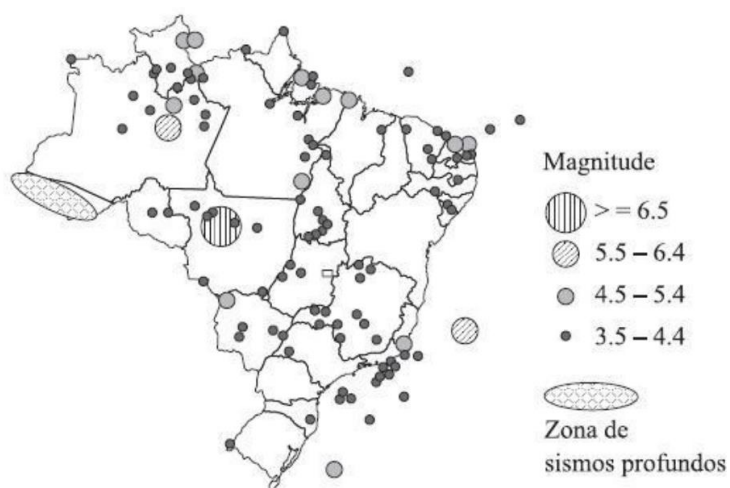 Magnitude
> = 6.5
5.5 – 6.4
4.5 – 5.4
3.5 – 4.4
Zona de
sismos profundos